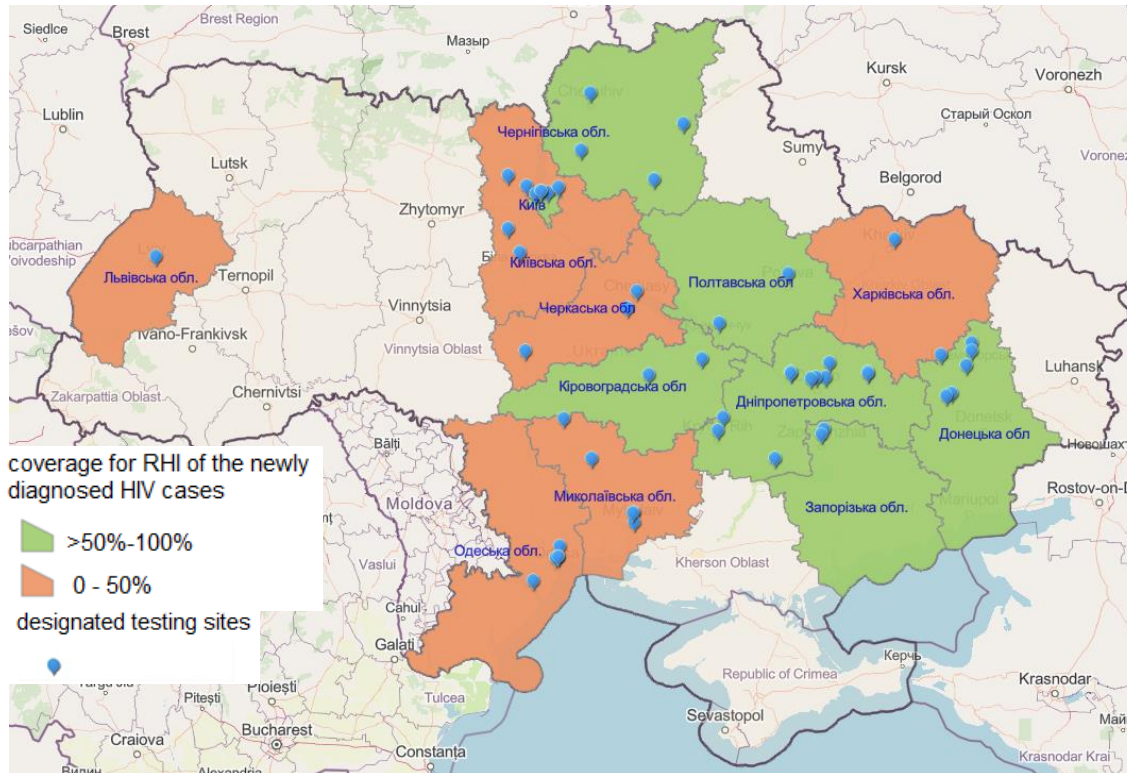 Siedlce
Brest
Brest Region
Мазыр
Kursk
Voronezh
Старый Оскол
Lublin
Lutsk
Чернігівська обл.
Sumy
Belgorod
Zhytomyr
Київ
Львівська обл.
Ternopil
Київська обл.
Полтавська обл
Харківська обл.
Черкаська обл
Vinnytsia
Ivano-Frankivsk
Vinnytsia Oblast
Luhansk
Zakarpattia Oblast
Chernivtsi
Кіровоградська обл
Дніпропетровська обл.
Донецька обл
Bălți
coverage for RHI of the newly
diagnosed HIV cases
Moldova
Миколаївська обл.
Запорізька обл.
Rostov-on-D
>50%-100%
Одеська обл.
Vaslui
Kherson Oblast
0 - 50%
Cahul
designated testing sites
Galați
Керчь
Republic of Crimea
Krasnodar
Tulcea
Pitești
Ploiești
Sevastopol
Bucharest
Craiova
Constanța
Krasnodar Krai